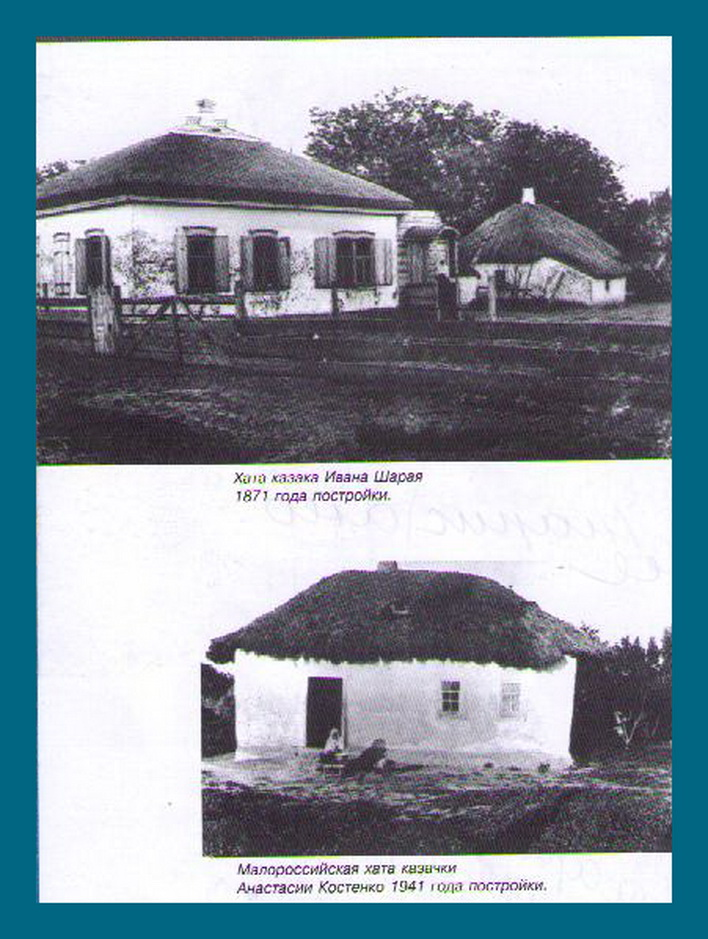 Хата казака Ивана Шарая
1871 года постройки.
Малороссийская хата казачки
Анастасии Костенко 1941 года постройки.